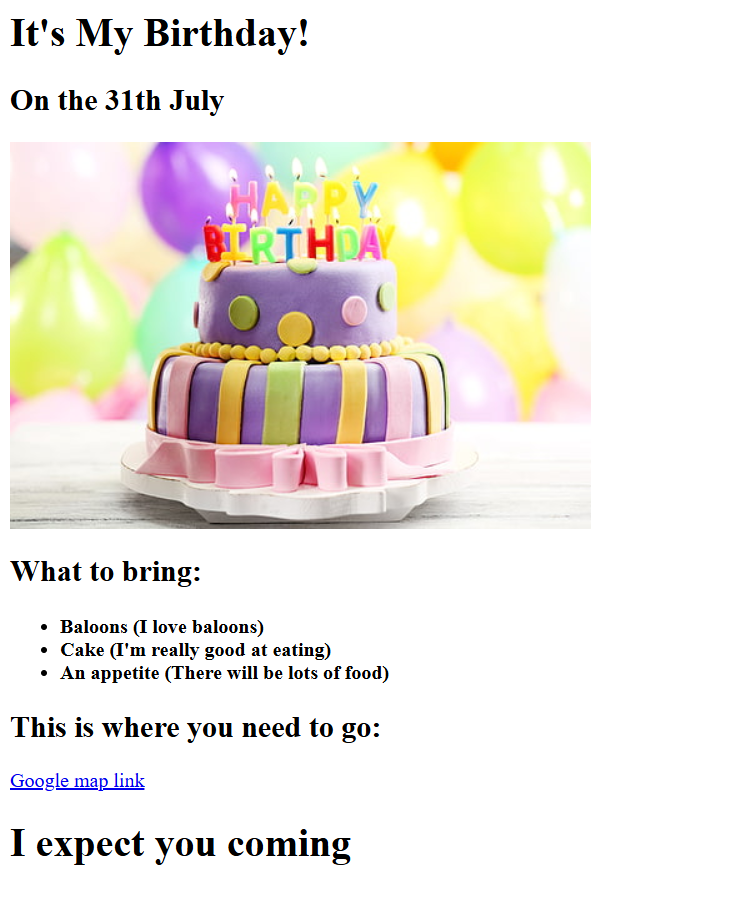 It's My Birthday!
On the 31th July
HAPPY
BIRTHDAY
What to bring:
• Baloons (I love baloons)
• Cake (I'm really good at eating)
• An appetite (There will be lots of food)
This is where you need to go:
Google map link
I expect you coming